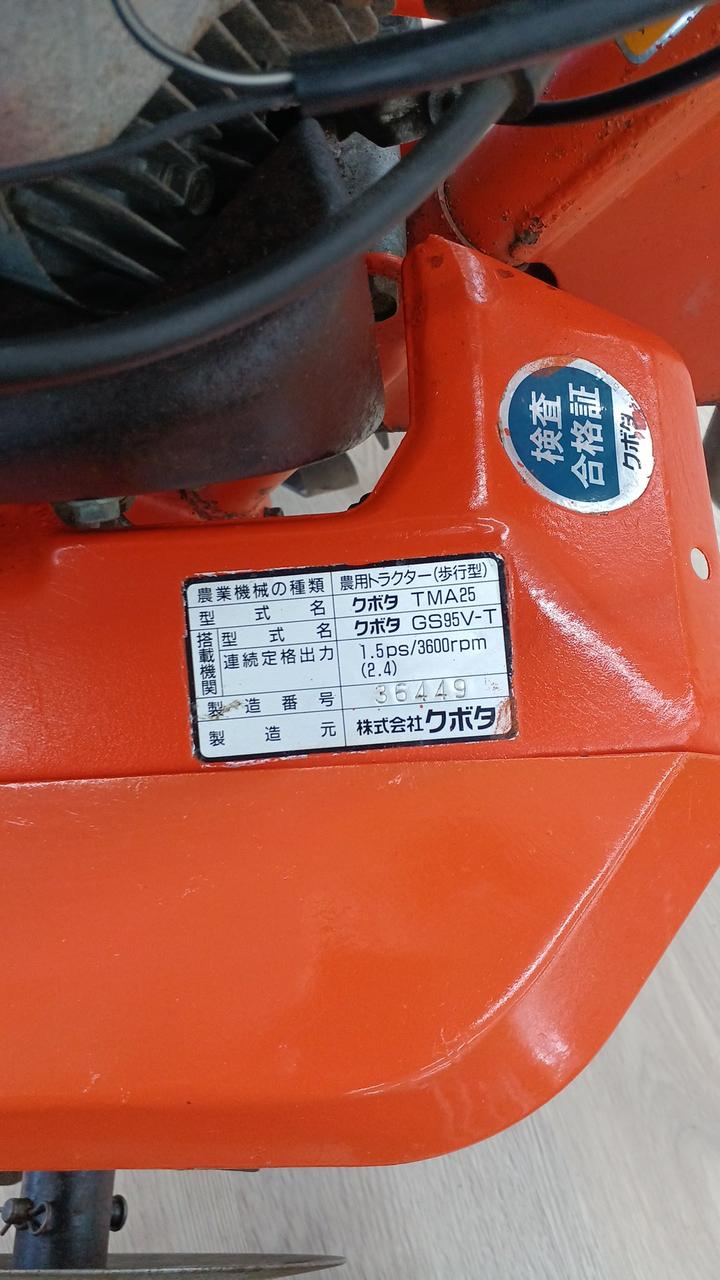 検査
合格証
クボタ
農業機械の種類 農用トラクター(歩行型)
型式名 クボタ TMA25
搭載機関 型式名 クボタ GS95V-T
連続定格出力 1.5ps/3600rpm
(2.4)
製造番号 36449
製造元 株式会社クボタ